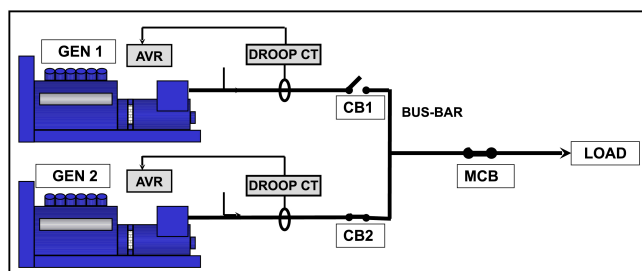 GEN 1
AVR
DROOP CT
CB1
BUS-BAR
LOAD
MCB
GEN 2
AVR
DROOP CT
CB2